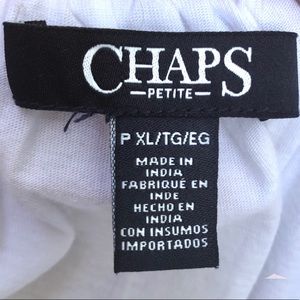 CHAPS
PETITE
P XL/TG/EG
MADE IN
INDIA
FABRIQUÉ EN
INDE
HECHO EN
INDIA
CON INSUMOS
IMPORTADOS